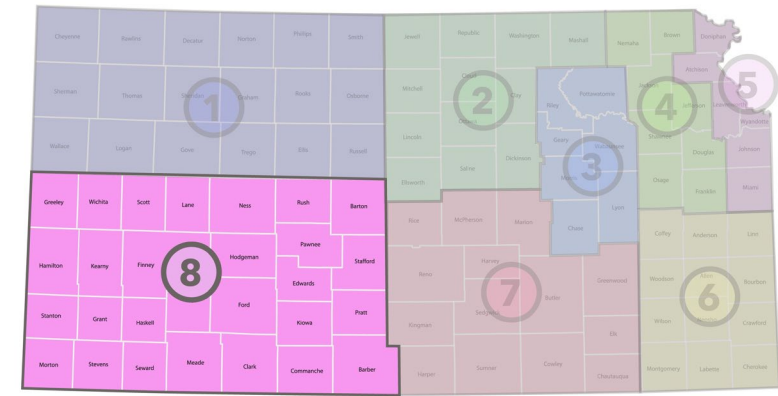 Cheyenne Rawlins Decatur Norton Phillips Smith
Jewell Republic Washington Marshall
Nemaha Brown Doniphan
Atchison
Sherman Thomas Sheridan Graham Rooks Osborne
Mitchell Cloud Clay
Riley Pottawatomie
Jackson Jefferson Leavenworth
Wyandotte
1 2 3 4 5
Wallace Logan Gove Trego Ellis Russell
Lincoln Ottawa
Geary Wabaunsee
Shawnee Douglas Johnson
Ellsworth Saline Dickinson
Morris Lyon Chase
Osage Franklin Miami
Greeley Wichita Scott Lane Ness Rush Barton
Pawnee
Hamilton Kearny Finney Hodgeman Stafford
8
Edwards
Ford
Stanton Grant Haskell Kiowa Pratt
Morton Stevens Seward Meade Clark Commanche Barber
Rice McPherson Marion
Reno Harvey
Sedgwick Butler Greenwood
7
Kingman Elk
Harper Sumner Cowley Chautauqua
Coffey Anderson Linn
Woodson Allen Bourbon
6
Wilson Crawford
Montgomery Labette Cherokee